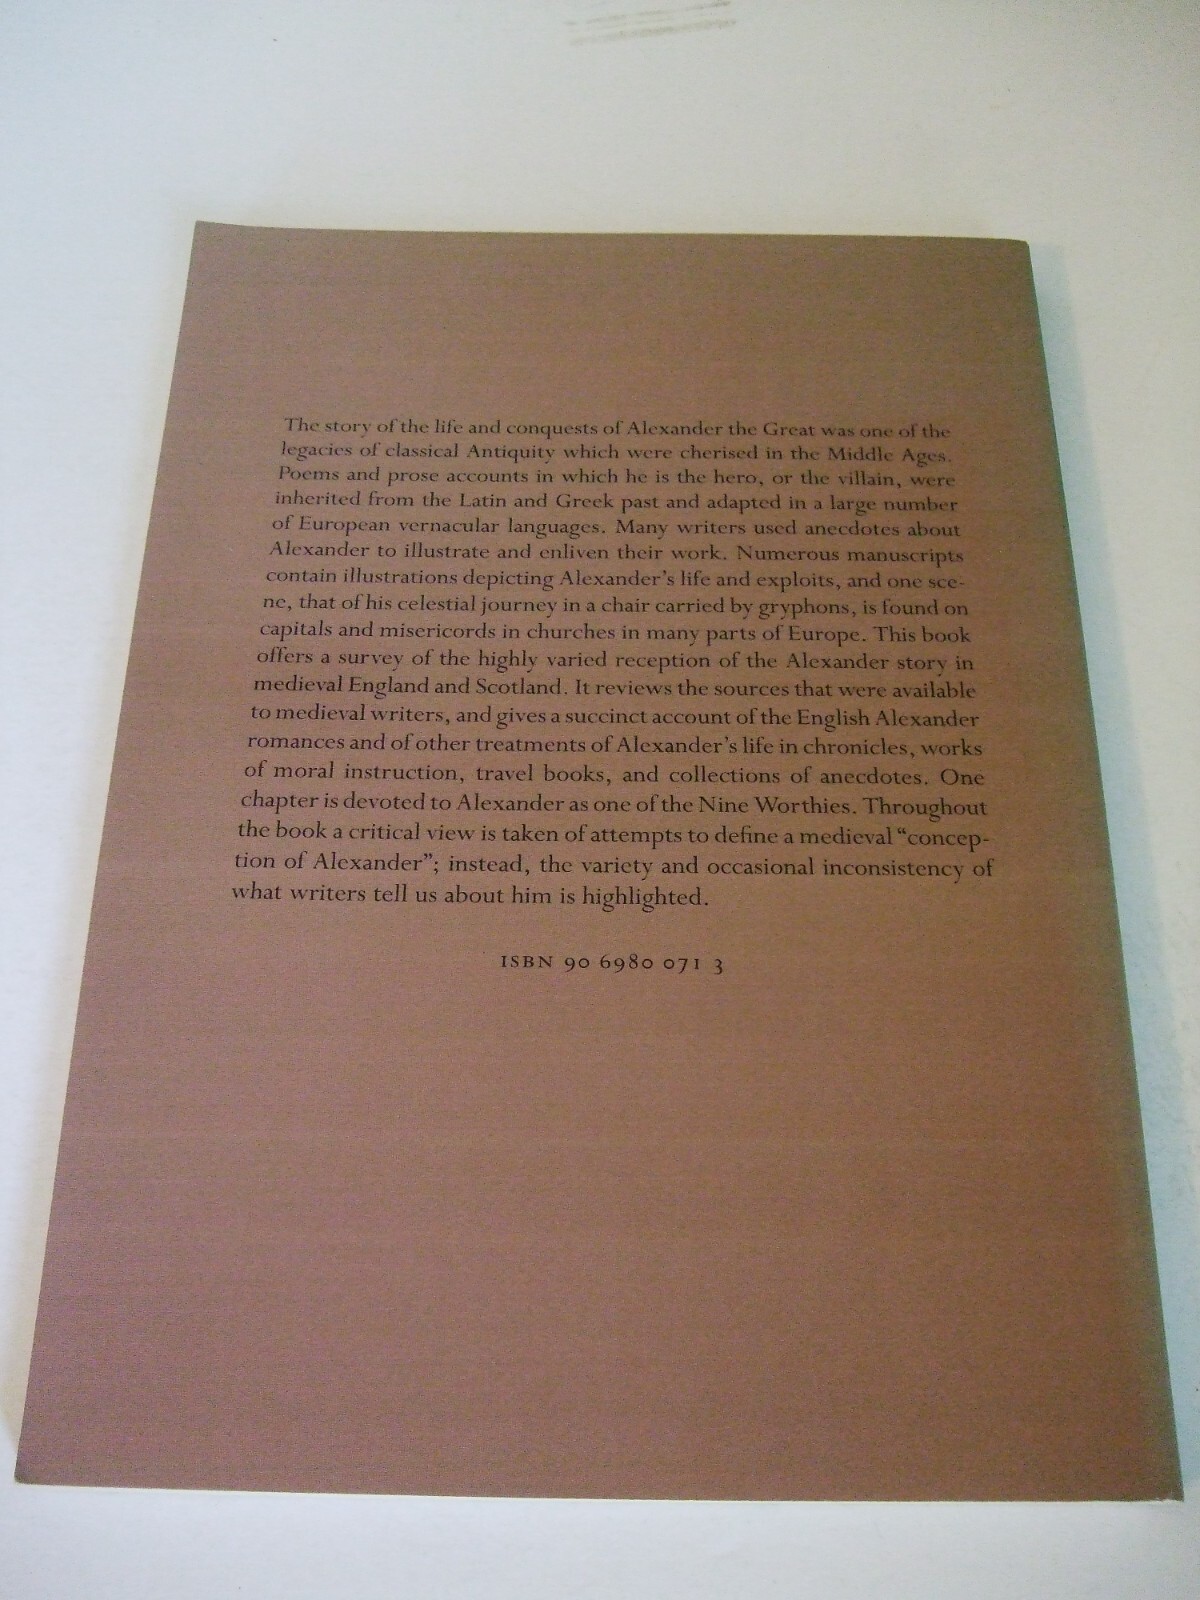 The story of the life and conquests of Alexander the Great was one of the
legacies of classical Antiquity which were cherised in the Middle Ages.
Poems and prose accounts in which he is the hero, or the villain, were
inherited from the Latin and Greek past and adapted in a large number
of European vernacular languages. Many writers used anecdotes about
Alexander to illustrate and enliven their work. Numerous manuscripts
contain illustrations depicting Alexander's life and exploits, and one sce-
ne, that of his celestial journey in a chair carried by gryphons, is found on
capitals and misericords in churches in many parts of Europe. This book
offers a survey of the highly varied reception of the Alexander story in
medieval England and Scotland. It reviews the sources that were available
to medieval writers, and gives a succinct account of the English Alexander
romances and of other treatments of Alexander's life in chronicles, works
of moral instruction, travel books, and collections of anecdotes. One
chapter is devoted to Alexander as one of the Nine Worthies. Throughout
the book a critical view is taken of attempts to define a medieval “concep-
tion of Alexander”; instead, the variety and occasional inconsistency of
what writers tell us about him is highlighted.
ISBN 90 6980 071 3